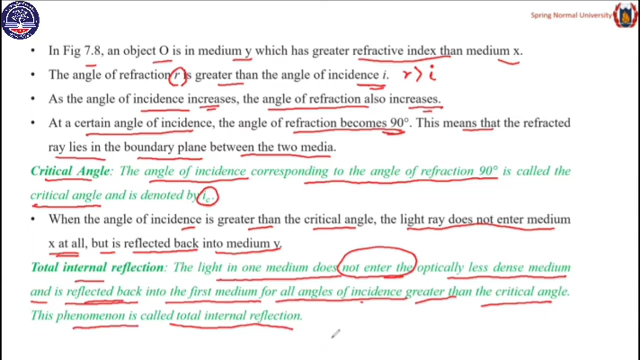 Spring Normal University
• In Fig 7.8, an object O is in medium y which has greater refractive index than medium x.
• The angle of refraction r is greater than the angle of incidence i. r > i
• As the angle of incidence increases, the angle of refraction also increases.
• At a certain angle of incidence, the angle of refraction becomes 90°. This means that the refracted
ray lies in the boundary plane between the two media.
Critical Angle: The angle of incidence corresponding to the angle of refraction 90° is called the
critical angle and is denoted by ic.
• When the angle of incidence is greater than the critical angle, the light ray does not enter medium
x at all, but is reflected back into medium y.
Total internal reflection: The light in one medium does not enter the optically less dense medium
and is reflected back into the first medium for all angles of incidence greater than the critical angle.
This phenomenon is called total internal reflection.